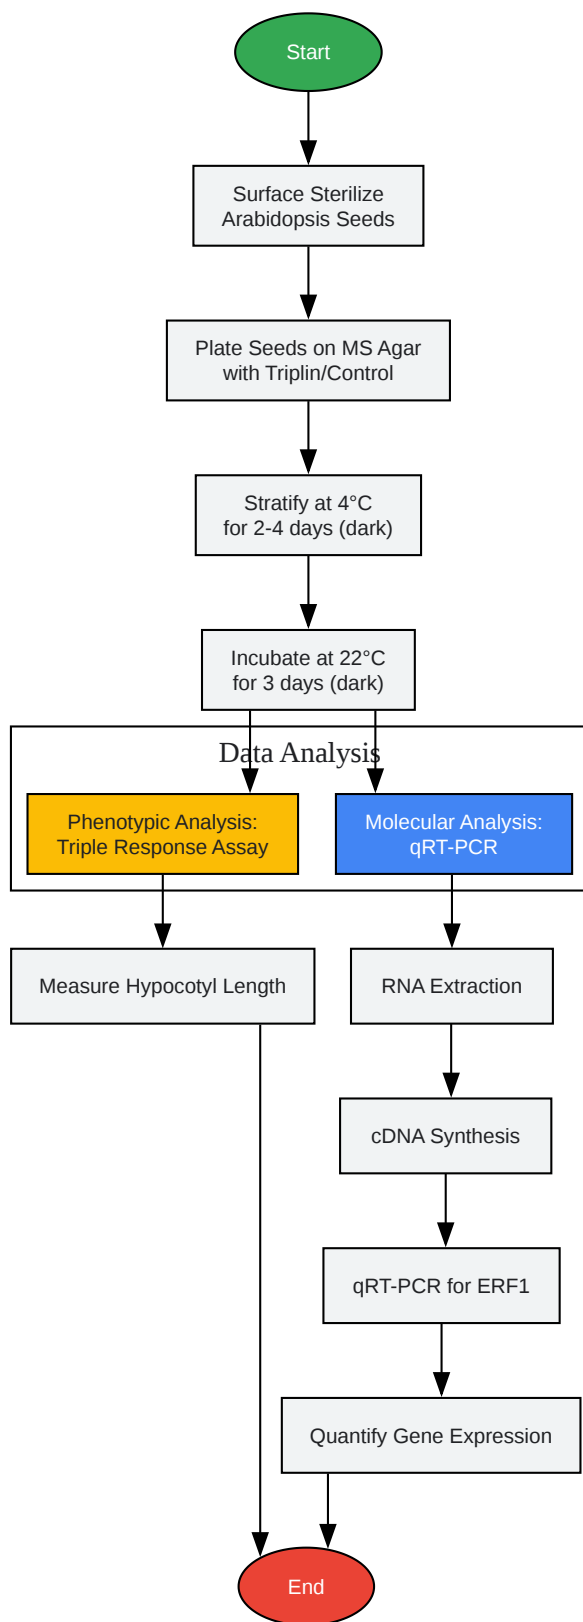 Start
Surface Sterilize
Arabidopsis Seeds
Plate Seeds on MS Agar
with Triplin/Control
Stratify at 4°C
for 2-4 days (dark)
Incubate at 22°C
for 3 days (dark)
Data Analysis
Phenotypic Analysis:
Triple Response Assay
Molecular Analysis:
qRT-PCR
Measure Hypocotyl Length
RNA Extraction
cDNA Synthesis
qRT-PCR for ERF1
Quantify Gene Expression
End